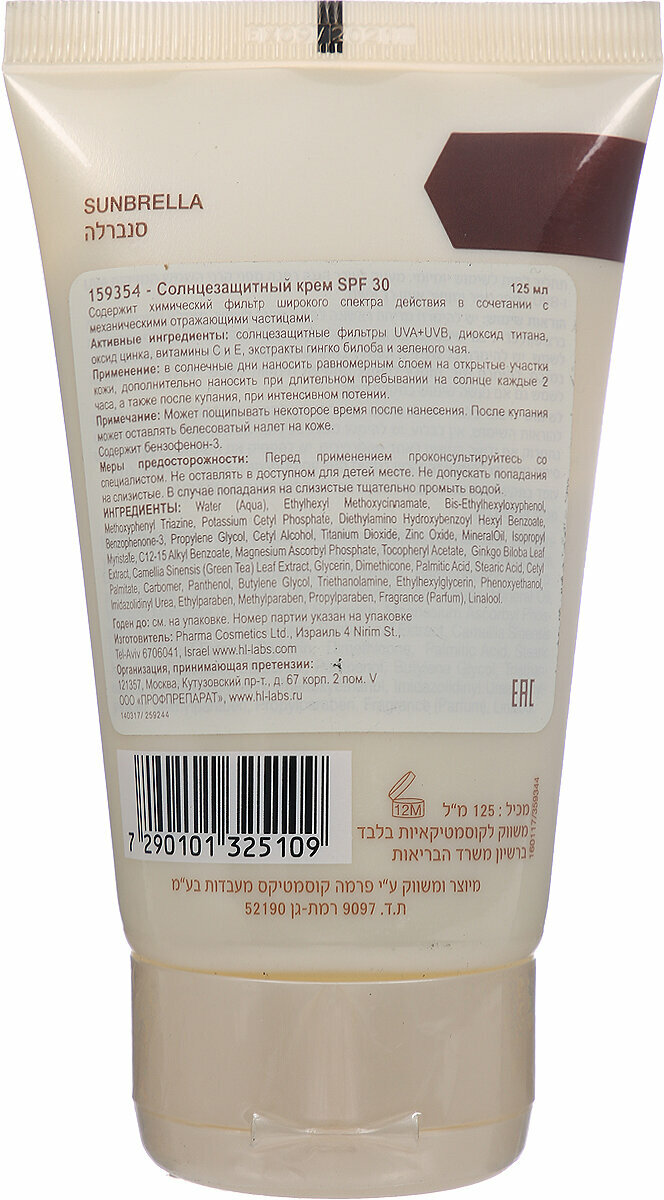 SUNBRELLA
סנברלה
159354 - Солнцезащитный крем SPF 30 125 мл
Содержит химический фильтр широкого спектра действия в сочетании с
механическими отражающими частицами.
Активные ингредиенты: солнцезащитные фильтры UVA+UVB, диоксид титана,
оксид цинка, витамины С и Е, экстракты гингко билоба и зеленого чая.
Применение: в солнечные дни наносить равномерным слоем на открытые участки
кожи, дополнительно наносить при длительном пребывании на солнце каждые 2
часа, а также после купания, при интенсивном потении.
Примечание: Может пощипывать некоторое время после нанесения. После купания
может оставлять белесоватый налет на коже.
Содержит бензофенон-3.
Меры предосторожности: Перед применением проконсультируйтесь со
специалистом. Не оставлять в доступном для детей месте. Не допускать попадания
на слизистые. В случае попадания на слизистые тщательно промыть водой.
ИНГРЕДИЕНТЫ: Water (Aqua), Ethylhexyl Methoxycinnamate, Bis-Ethylhexyloxyphenol,
Methoxyphenyl Triazine, Potassium Cetyl Phosphate, Diethylamino Hydroxybenzoyl Hexyl Benzoate,
Benzophenone-3, Propylene Glycol, Cetyl Alcohol, Titanium Dioxide, Zinc Oxide, MineralOil, Isopropyl
Myristate, C12-15 Alkyl Benzoate, Magnesium Ascorbyl Phosphate, Tocopheryl Acetate, Ginkgo Biloba Leaf
Extract, Camellia Sinensis (Green Tea) Leaf Extract, Glycerin, Dimethicone, Palmitic Acid, Stearic Acid, Cetyl
Palmitate, Carbomer, Panthenol, Butylene Glycol, Triethanolamine, Ethylhexylglycerin, Phenoxyethanol,
Imidazolidinyl Urea, Ethylparaben, Methylparaben, Propylparaben, Fragrance (Parfum), Linalool.
Годен до: см. на упаковке. Номер партии указан на упаковке
Изготовитель: Pharma Cosmetics Ltd., Израиль 4 Nirim St.,
Tel-Aviv 6706041, Israel www.hl-labs.com
Организация, принимающая претензии:
121357, Москва, Кутузовский пр-т., д. 67 корп. 2 пом. V
ООО «ПРОФПРЕПАРАТ», www.hl-labs.ru
140317/ 259244
EAC
7 290101 325109
12M
מכיל : 125 מ"ל
משווק לקוסמטיקאיות בלבד
ברשיון משרד הבריאות
160117/359344
מיוצר ומשווק ע"י פרמה קוסמטיקס מעבדות בע"מ
ת.ד. 9097 רמת-גן 52190